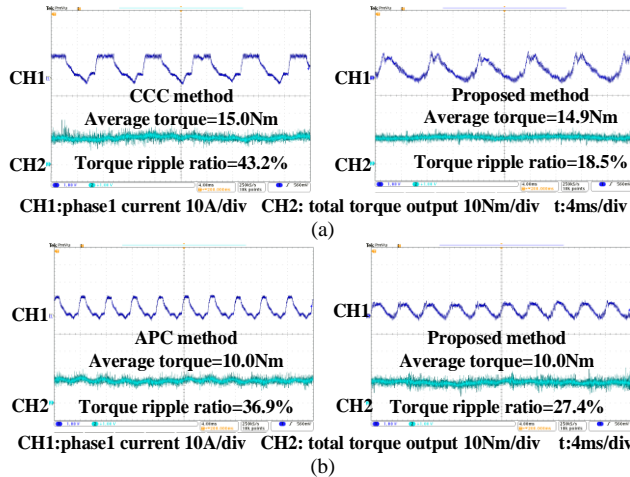 CH1
CCC method
Average torque=15.0Nm
CH2
Torque ripple ratio=43.2%
CH1
Proposed method
Average torque=14.9Nm
CH2
Torque ripple ratio=18.5%
CH1:phase1 current 10A/div CH2: total torque output 10Nm/div t:4ms/div
(a)
CH1
APC method
Average torque=10.0Nm
CH2
Torque ripple ratio=36.9%
CH1
Proposed method
Average torque=10.0Nm
CH2
Torque ripple ratio=27.4%
CH1:phase1 current 10A/div CH2: total torque output 10Nm/div t:4ms/div
(b)